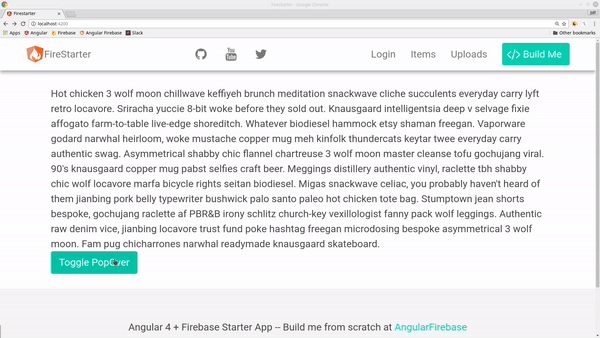 Firestarter - Google Chrome
Firestarter
Jeff
localhost:4200
Apps Angular Firebase Angular Firebase Slack Other bookmarks
FireStarter
You
Tube
Login Items Uploads </> Build Me
Hot chicken 3 wolf moon chillwave keffiyeh brunch meditation snackwave cliche succulents everyday carry lyft
retro locavore. Sriracha yuccie 8-bit woke before they sold out. Knausgaard intelligentsia deep v selvage fixie
affogato farm-to-table live-edge shoreditch. Whatever biodiesel hammock etsy shaman freegan. Vaporware
godard narwhal heirloom, woke mustache copper mug meh kinfolk thundercats keytar twee everyday carry
authentic swag. Asymmetrical shabby chic flannel chartreuse 3 wolf moon master cleanse tofu gochujang viral.
90's knausgaard copper mug pabst selfies craft beer. Meggings distillery authentic vinyl, raclette tbh shabby
chic wolf locavore marfa bicycle rights seitan biodiesel. Migas snackwave celiac, you probably haven't heard of
them jianbing pork belly typewriter bushwick palo santo paleo hot chicken tote bag. Stumptown jean shorts
bespoke, gochujang raclette af PBR&B irony schlitz church-key vexillologist fanny pack wolf leggings. Authentic
raw denim vice, jianbing locavore trust fund poke hashtag freegan microdosing bespoke asymmetrical 3 wolf
moon. Fam pug chicharrones narwhal readymade knausgaard skateboard.
Toggle PopOver
Angular 4 + Firebase Starter App -- Build me from scratch at AngularFirebase